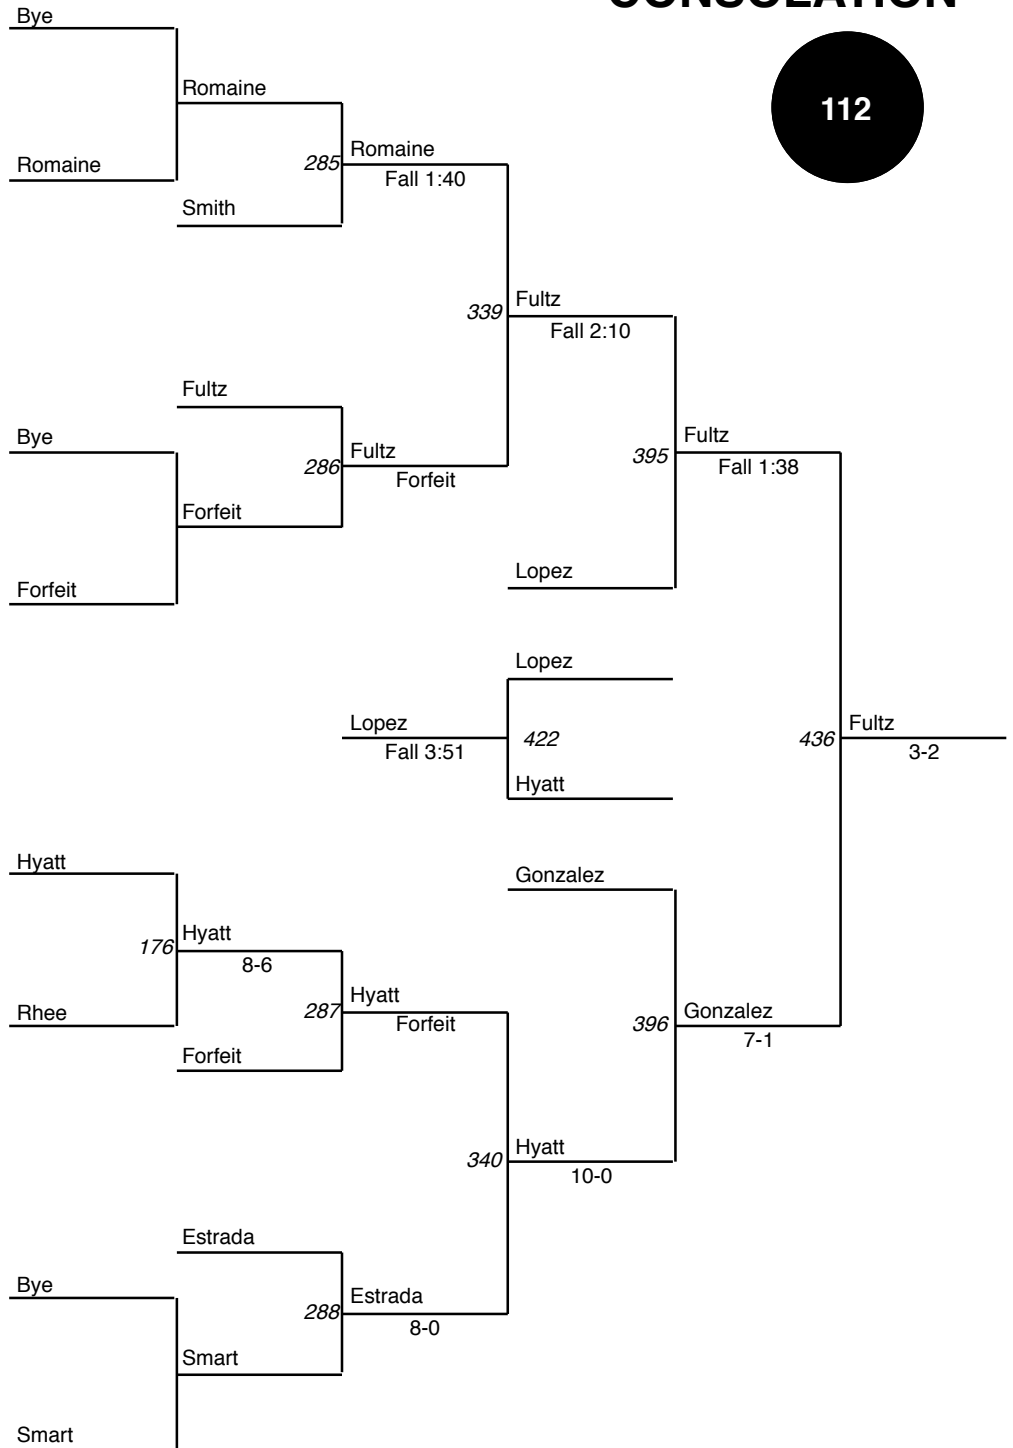 CONSOLATION
Bye
Romaine
112
Romaine
285
Romaine
Fall 1:40
Smith
Fultz
339
Fall 2:10
Fultz
Bye
Fultz
286
Fultz
395
Fall 1:38
Forfeit
Forfeit
Lopez
Forfeit
Lopez
Lopez
422
436
Fultz
Fall 3:51
3-2
Hyatt
Hyatt
Gonzalez
Hyatt
176
8-6
Hyatt
Rhee
287
396
Gonzalez
Forfeit
7-1
Forfeit
Hyatt
340
10-0
Estrada
Bye
Estrada
288
8-0
Smart
Smart